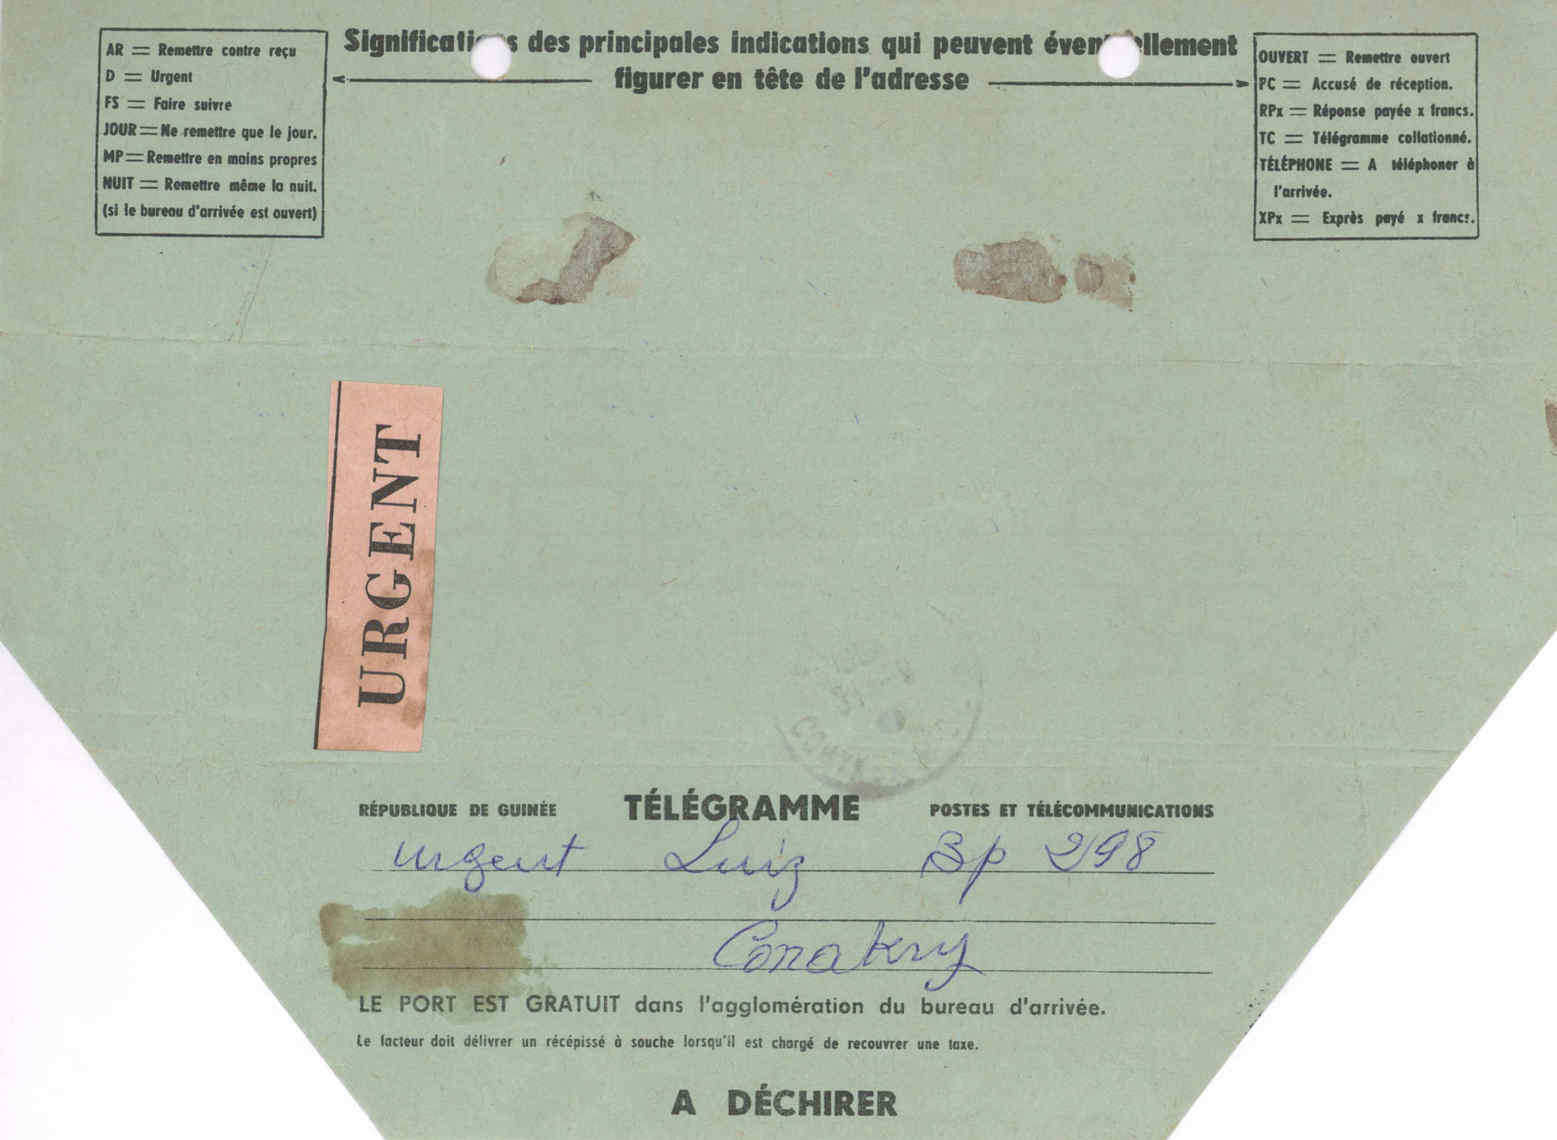 Significations des principales indications qui peuvent éventuellement
figurer en tête de l'adresse
AR = Remettre contre reçu
D = Urgent
FS = Faire suivre
JOUR = Ne remettre que le jour.
MP = Remettre en mains propres
NUIT = Remettre même la nuit.
(si le bureau d'arrivée est ouvert)
OUVERT = Remettre ouvert
PC = Accusé de réception.
RPx = Réponse payée x francs.
TC = Télégramme collationné.
TÉLÉPHONE = A téléphoner à
l'arrivée.
XPx = Exprès payé x francs.
URGENT
RÉPUBLIQUE DE GUINÉE TÉLÉGRAMME POSTES ET TÉLÉCOMMUNICATIONS
urgent Luiz Bp 298
Conakry
LE PORT EST GRATUIT dans l'agglomération du bureau d'arrivée.
Le facteur doit délivrer un récépissé à souche lorsqu'il est chargé de recouvrer une taxe.
A DÉCHIRER